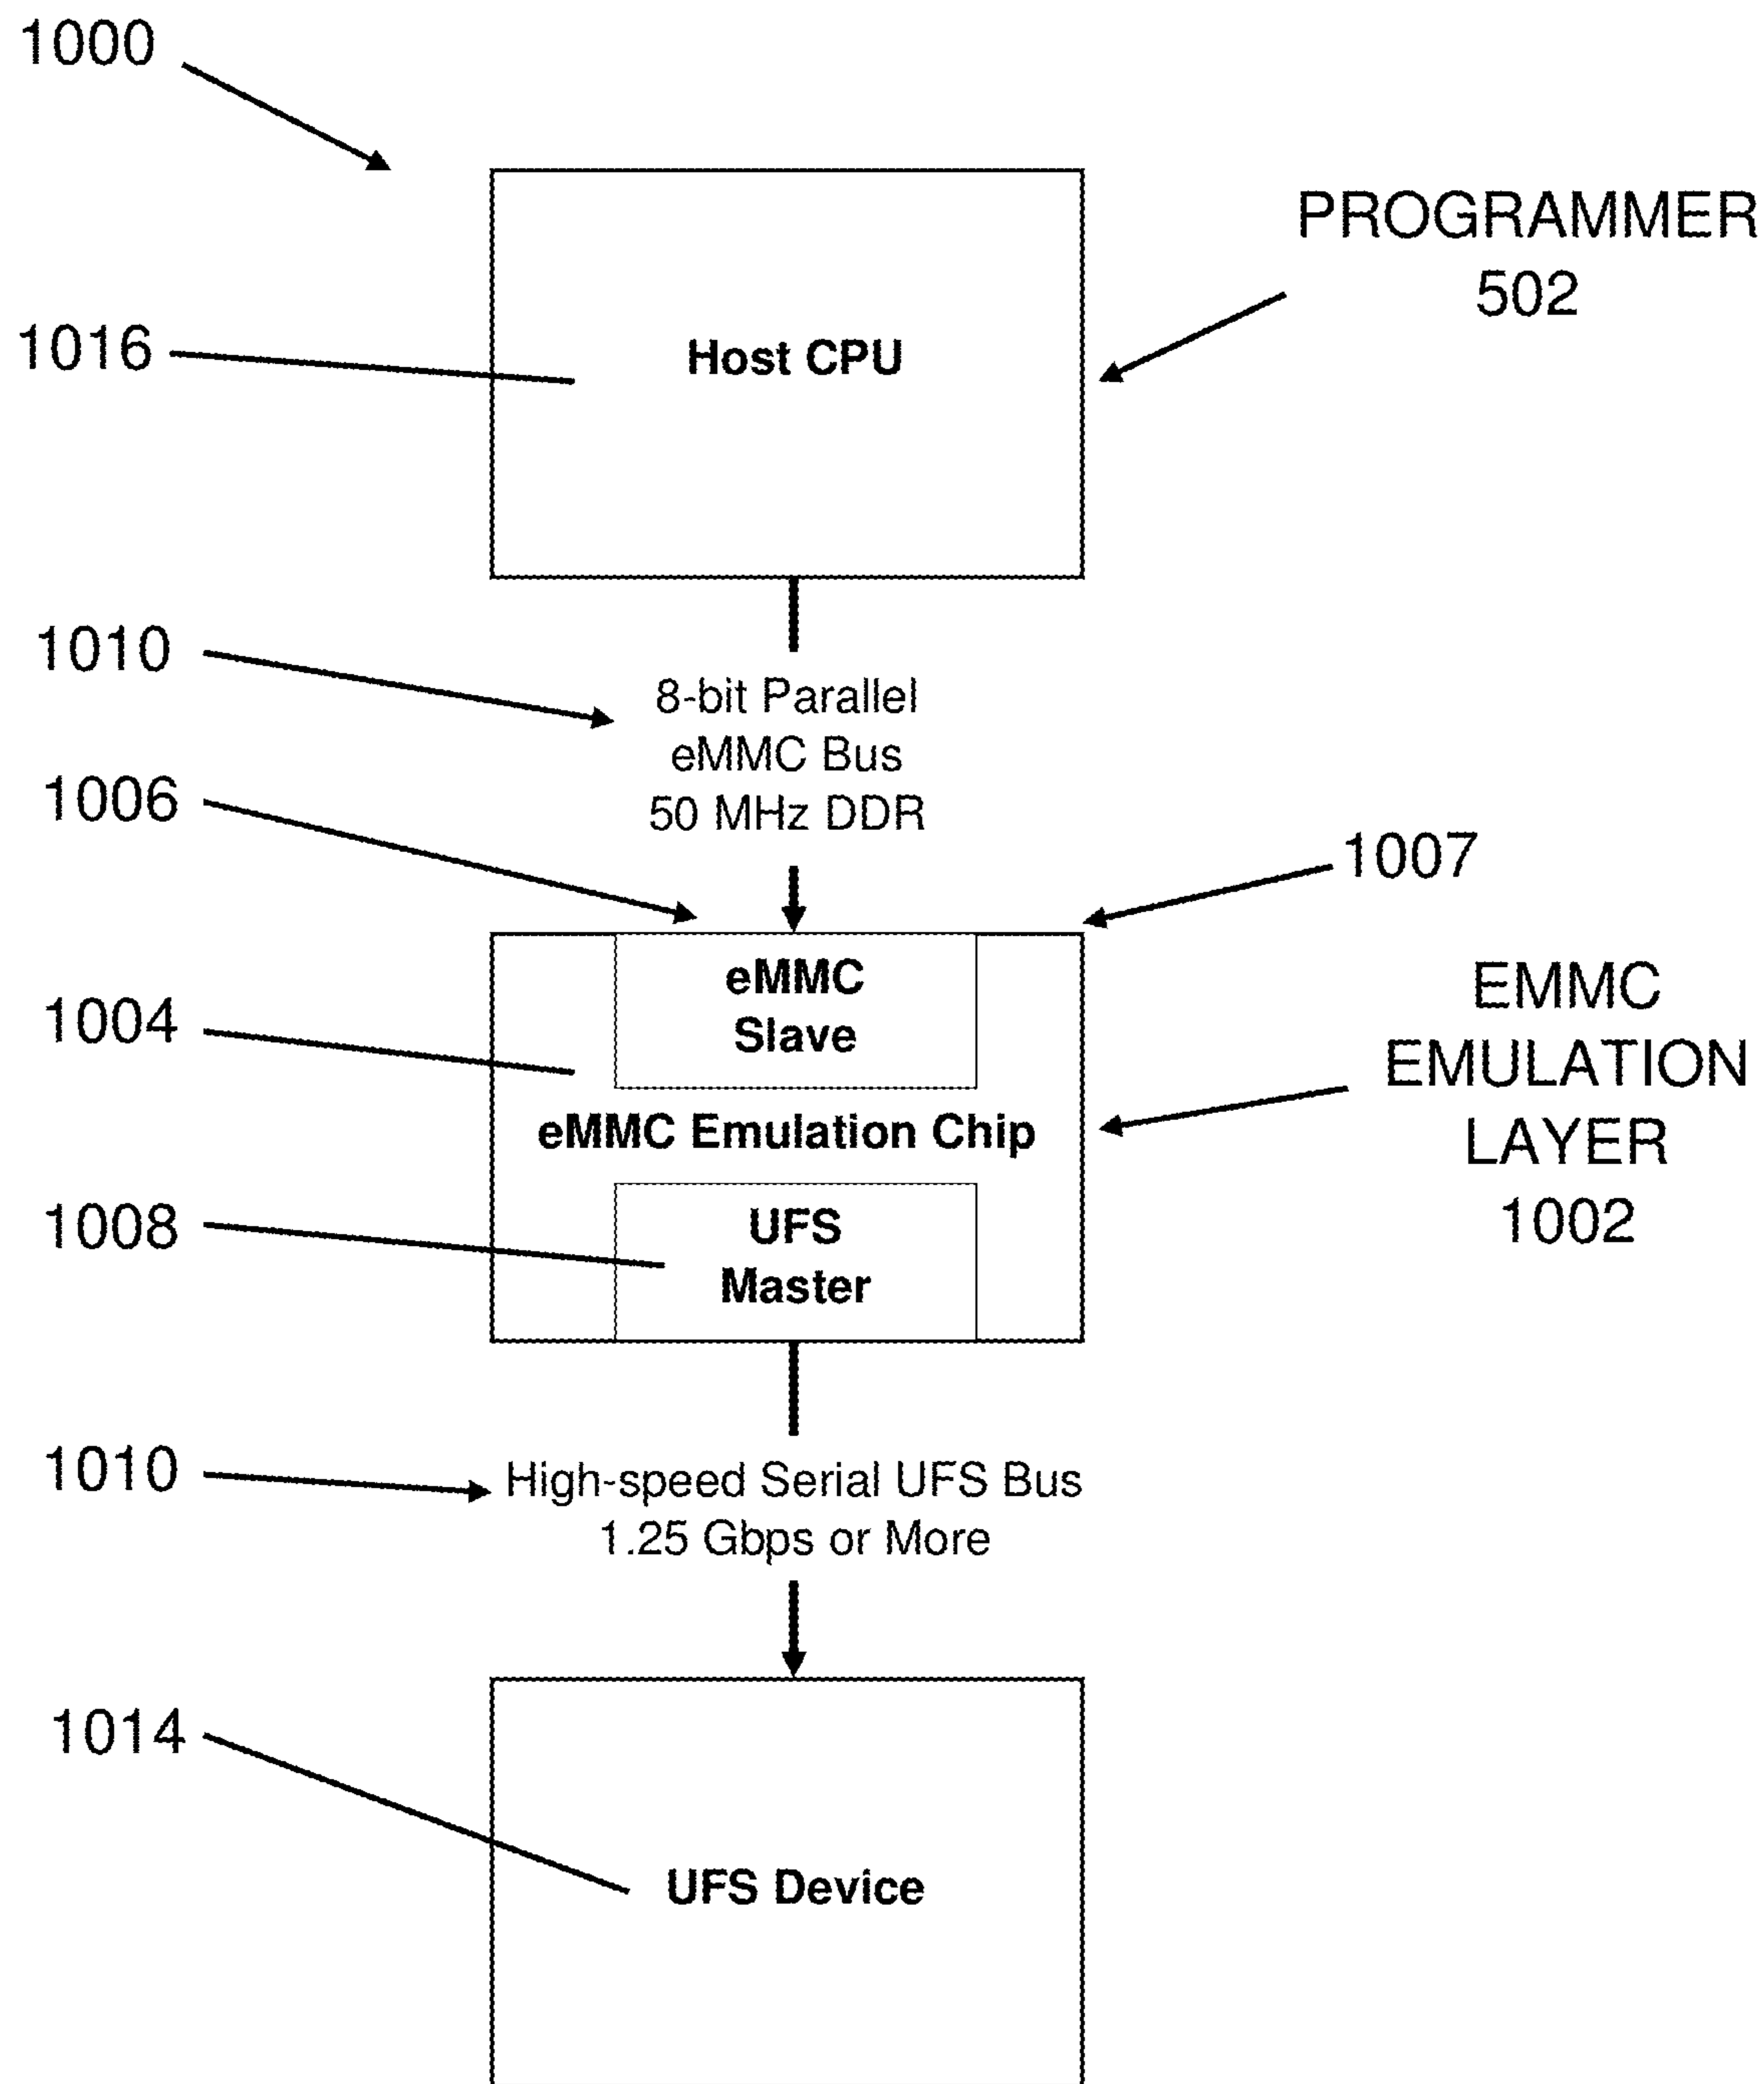 1000
PROGRAMMER
502
1016
Host CPU
1010
8-bit Parallel
eMMC Bus
50 MHz DDR
1006
1007
eMMC
Slave
1004
EMMC
EMULATION
LAYER
1002
eMMC Emulation Chip
1008
UFS
Master
1010
High-speed Serial UFS Bus
1.25 Gbps or More
1014
UFS Device